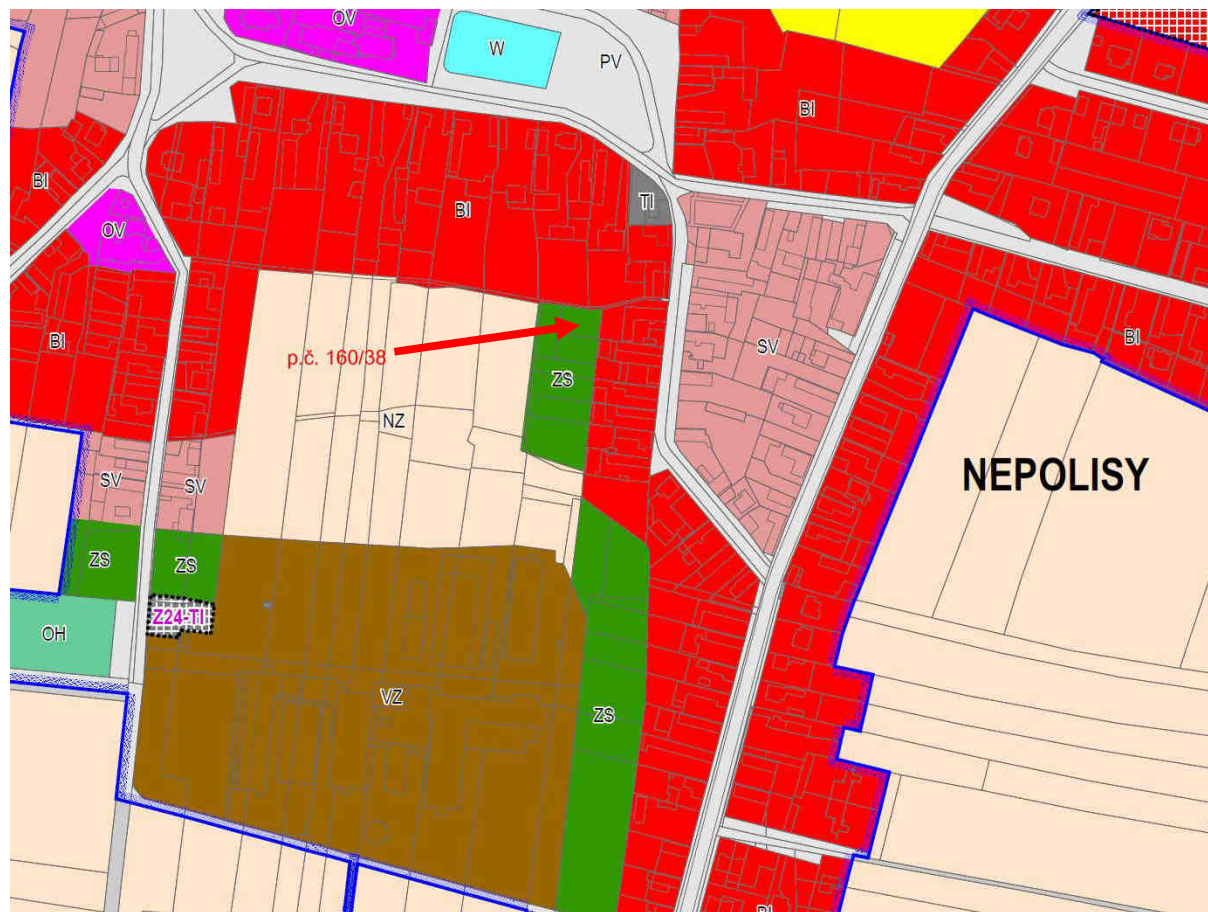 OV
W
PV
BI
BI
TI
BI
OV
BI
BI
SV
p.č. 160/38
ZS
NZ
NEPOLISY
SV
SV
ZS
ZS
Z24-TI
OH
VZ
ZS
BI